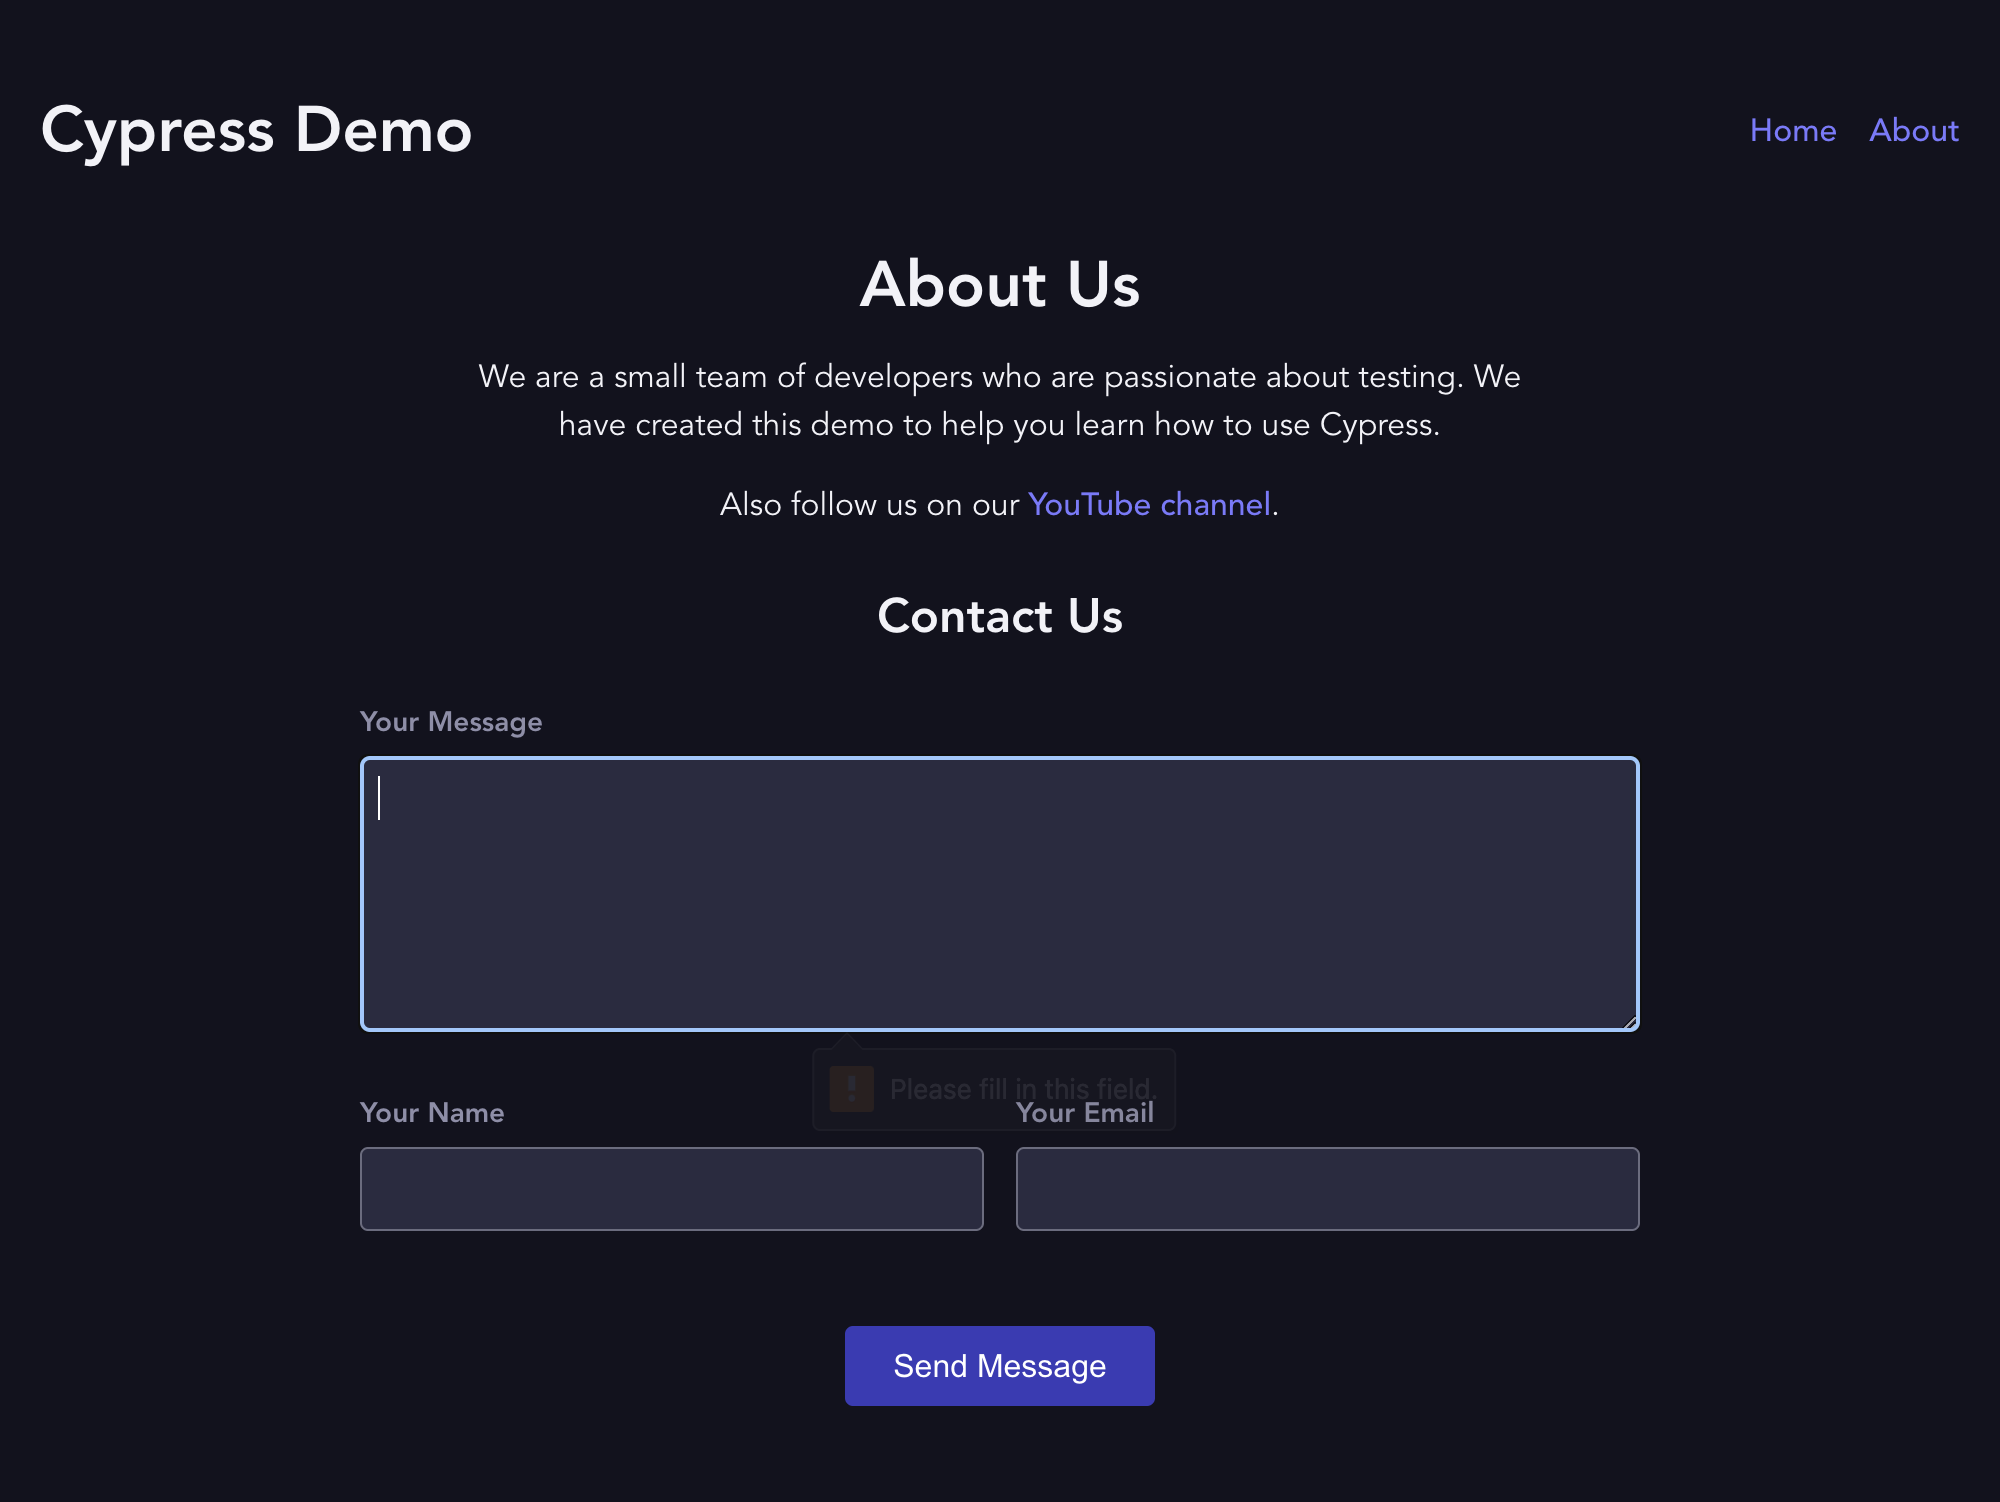 Cypress Demo
Home About
About Us
We are a small team of developers who are passionate about testing. We
have created this demo to help you learn how to use Cypress.
Also follow us on our YouTube channel.
Contact Us
Your Message
Please fill in this field.
Your Name
Your Email
Send Message